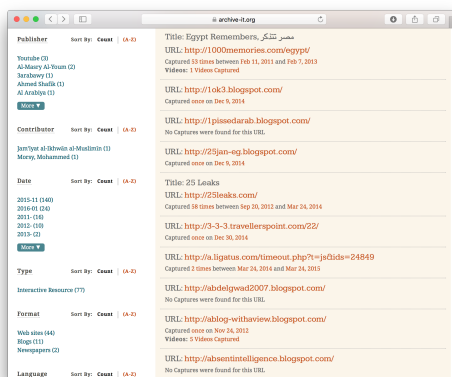 archive-it.org
Publisher Sort By: Count | (A-Z)
Youtube (3)
Al-Masry Al-Youm (2)
3arabawy (1)
Ahmed Shafik (1)
Al Arabiya (1)
More ▼
Contributor Sort By: Count | (A-Z)
Jam'iyat al-Ikhwān al-Muslimīn (1)
Morsy, Mohammed (1)
Date Sort By: Count | (A-Z)
2015-11 (140)
2016-01 (24)
2011- (16)
2012- (10)
2013- (2)
More ▼
Type Sort By: Count | (A-Z)
Interactive Resource (77)
Format Sort By: Count | (A-Z)
Web sites (44)
Blogs (11)
Newspapers (2)
Language Sort By: Count | (A-Z)
Title: Egypt Remembers, مصر تتذكر
URL: http://1000memories.com/egypt/
Captured 53 times between Feb 11, 2011 and Feb 7, 2013
Videos: 1 Videos Captured
URL: http://1ok3.blogspot.com/
Captured once on Dec 9, 2014
URL: http://1pissedarab.blogspot.com/
No Captures were found for this URL
URL: http://25jan-eg.blogspot.com/
Captured once on Dec 9, 2014
Title: 25 Leaks
URL: http://25leaks.com/
Captured 58 times between Sep 20, 2012 and Mar 24, 2014
URL: http://3-3-3.travellerspoint.com/22/
Captured once on Dec 30, 2014
URL: http://a.ligatus.com/timeout.php?t=js&ids=24849
Captured 2 times between Mar 24, 2014 and Mar 24, 2015
URL: http://abdelgwad2007.blogspot.com/
No Captures were found for this URL
URL: http://ablog-withaview.blogspot.com/
Captured once on Nov 24, 2012
Videos: 5 Videos Captured
URL: http://absentintelligence.blogspot.com/
No Captures were found for this URL